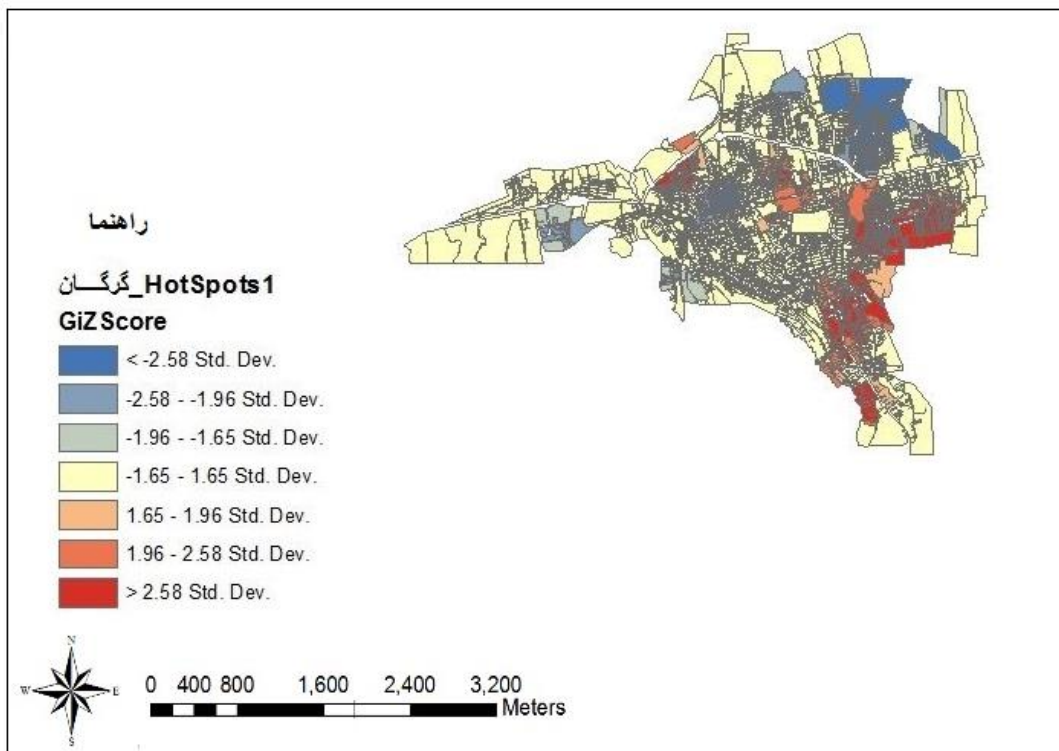 راهنما
گرگـــان_HotSpots1
GiZScore
< -2.58 Std. Dev.
-2.58 - -1.96 Std. Dev.
-1.96 - -1.65 Std. Dev.
-1.65 - 1.65 Std. Dev.
1.65 - 1.96 Std. Dev.
1.96 - 2.58 Std. Dev.
> 2.58 Std. Dev.
N
W E
S
0 400 800 1,600 2,400 3,200
Meters